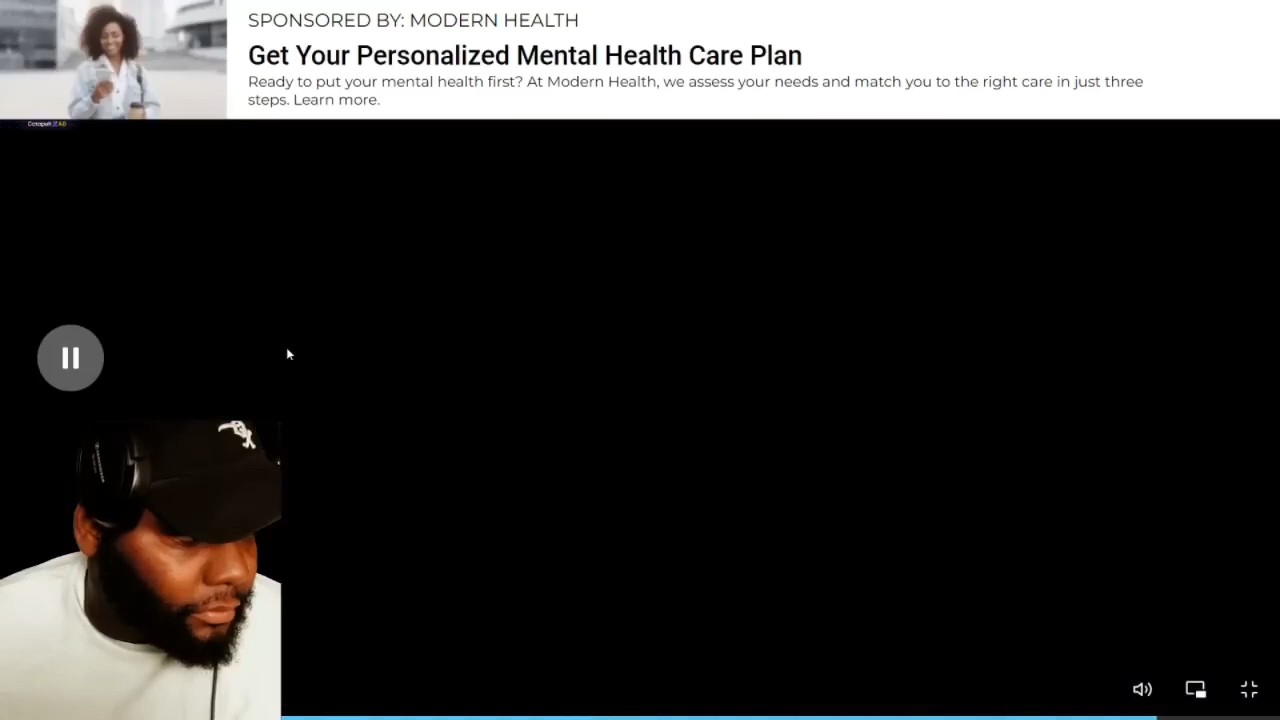 SPONSORED BY: MODERN HEALTH
Get Your Personalized Mental Health Care Plan
Ready to put your mental health first? At Modern Health, we assess your needs and match you to the right care in just three
steps. Learn more.